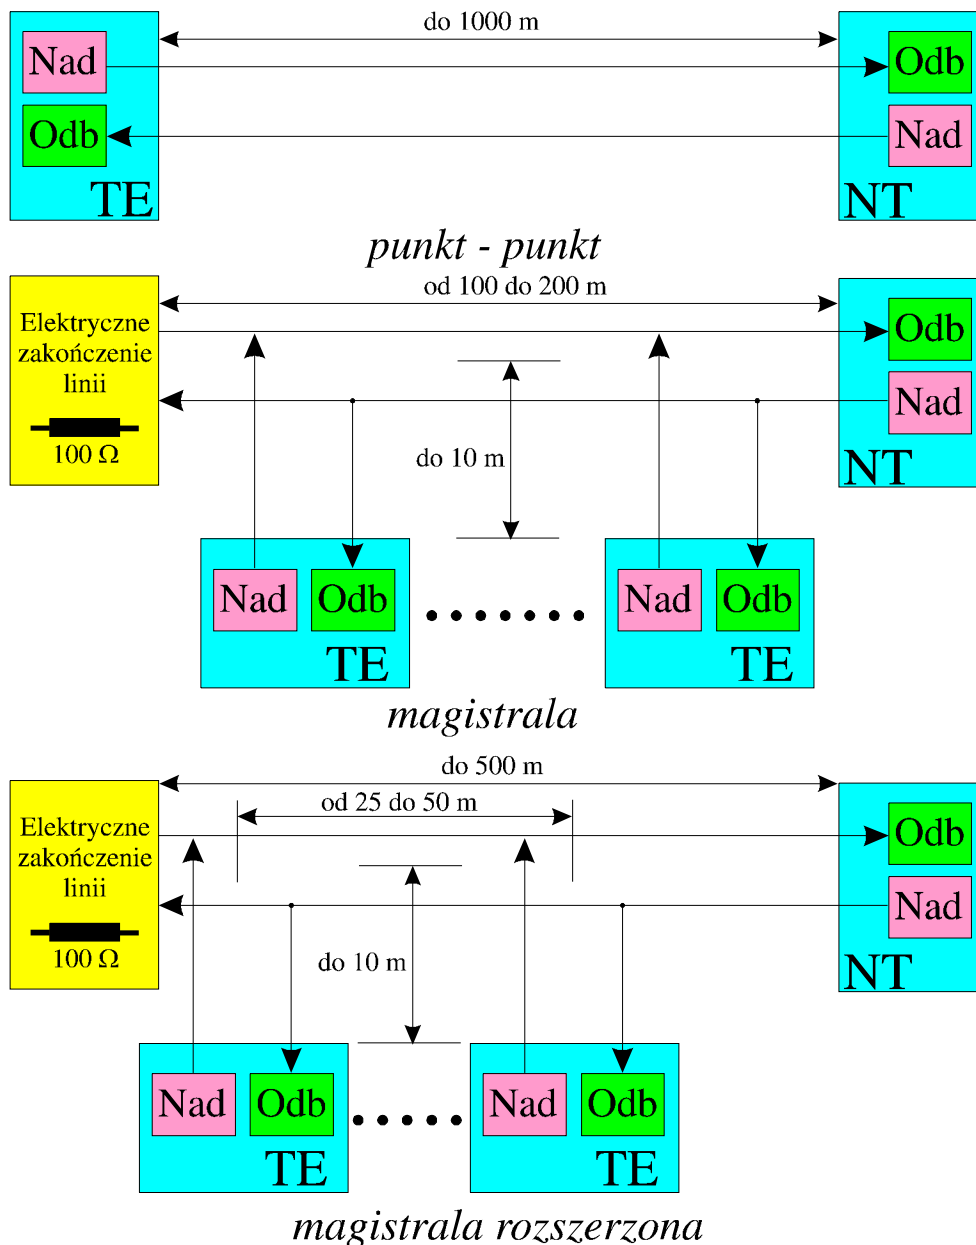 do 1000 m
Nad
Odb
Odb
Nad
TE
NT
punkt - punkt
od 100 do 200 m
Elektryczne
zakończenie
linii
100 Ω
Odb
Nad
NT
do 10 m
Nad
Odb
Nad
Odb
TE
TE
magistrala
do 500 m
od 25 do 50 m
Elektryczne
zakończenie
linii
100 Ω
Odb
Nad
NT
do 10 m
Nad
Odb
Nad
Odb
TE
TE
magistrala rozszerzona